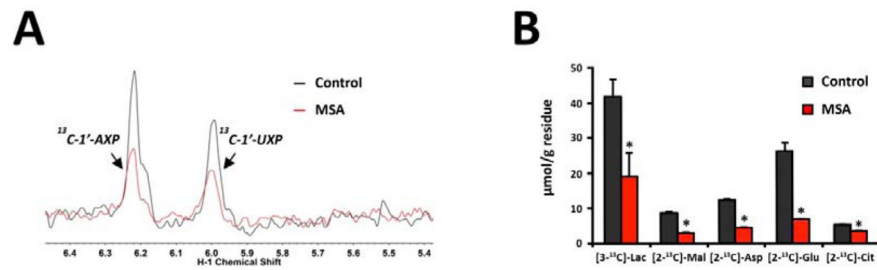 A
Control
MSA
¹³C-1'-AXP
¹³C-1'-UXP
6.4 6.3 6.2 6.1 6.0 5.9 5.8 5.7 5.6 5.5 5.4
H-1 Chemical Shift
B
50
40
30
20
10
0
µmol/g residue
Control
MSA
*
*
*
*
*
[3-¹³C]-Lac [2-¹³C]-Mal [2-¹³C]-Asp [2-¹³C]-Glu [2-¹³C]-Cit